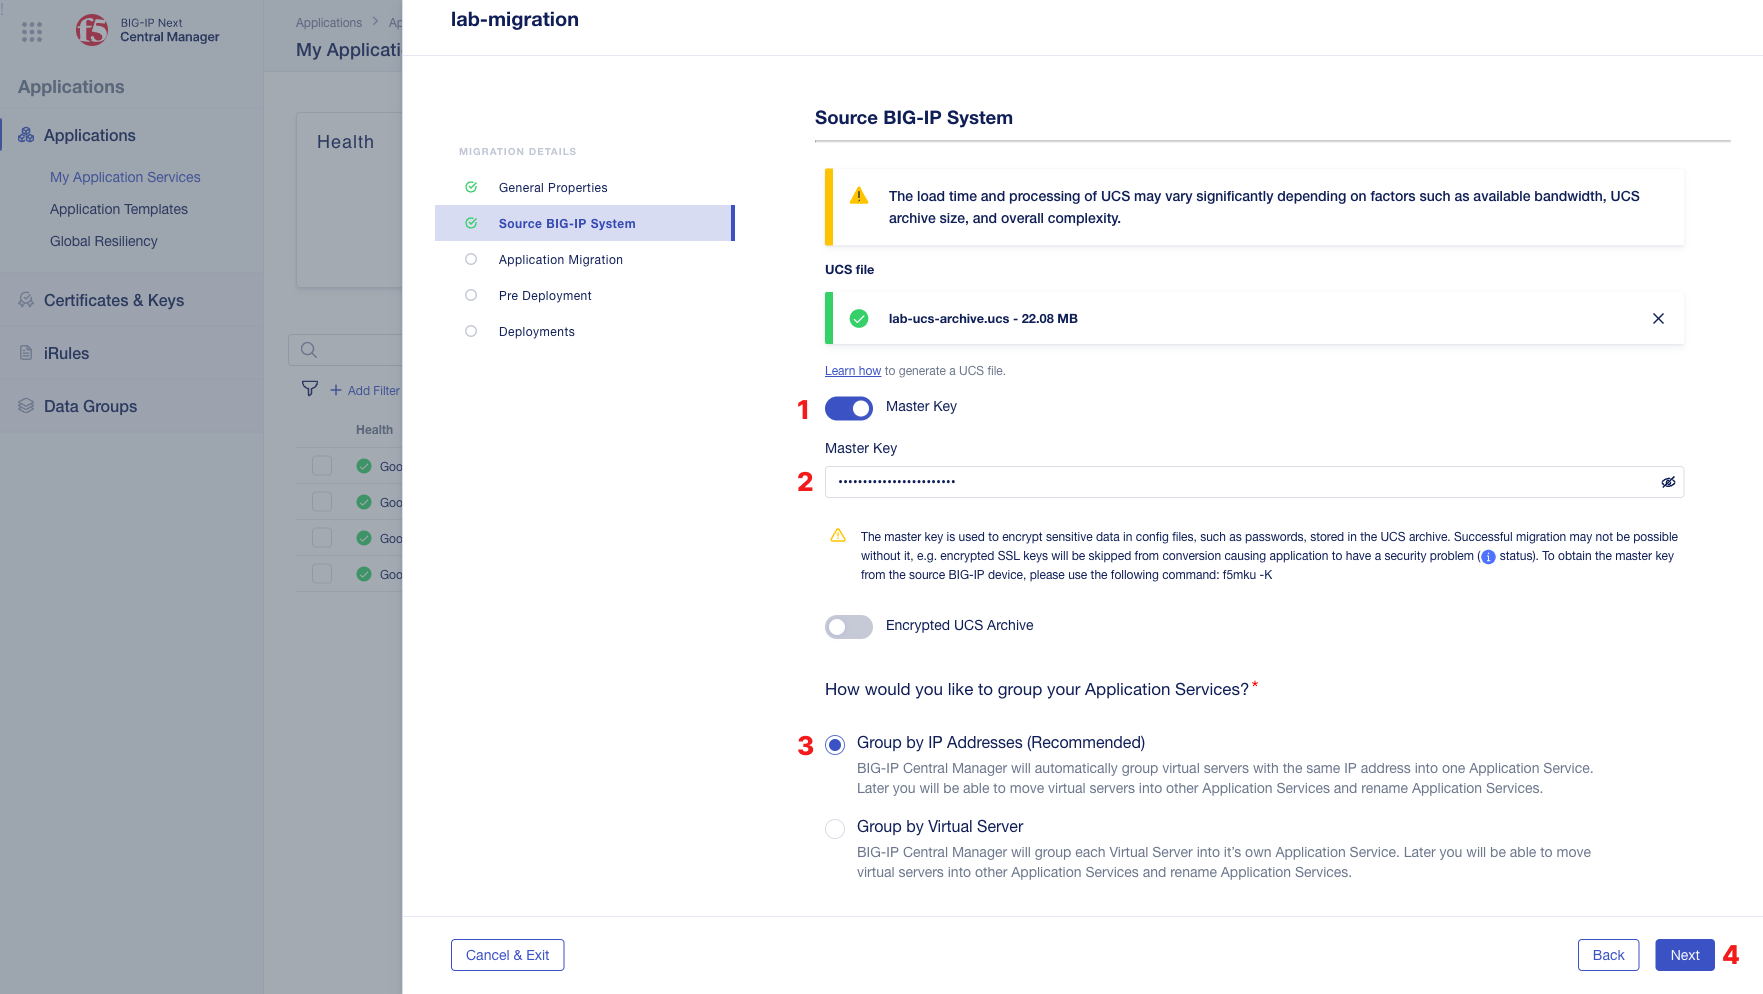 BIG-IP Next
Central Manager
Applications
Applications
My Application Services
Application Templates
Global Resiliency
Certificates & Keys
iRules
Data Groups
Applications
My Applicati
Health
Add Filter
Health
Goo
Goo
Goo
Goo
lab-migration
MIGRATION DETAILS
General Properties
Source BIG-IP System
Application Migration
Pre Deployment
Deployments
Source BIG-IP System
The load time and processing of UCS may vary significantly depending on factors such as available bandwidth, UCS
archive size, and overall complexity.
UCS file
lab-ucs-archive.ucs - 22.08 MB
Learn how to generate a UCS file.
1 Master Key
Master Key
2 ••••••••••••••••••••••••
The master key is used to encrypt sensitive data in config files, such as passwords, stored in the UCS archive. Successful migration may not be possible
without it, e.g. encrypted SSL keys will be skipped from conversion causing application to have a security problem (i status). To obtain the master key
from the source BIG-IP device, please use the following command: f5mku -K
Encrypted UCS Archive
How would you like to group your Application Services?*
3 Group by IP Addresses (Recommended)
BIG-IP Central Manager will automatically group virtual servers with the same IP address into one Application Service.
Later you will be able to move virtual servers into other Application Services and rename Application Services.
Group by Virtual Server
BIG-IP Central Manager will group each Virtual Server into it's own Application Service. Later you will be able to move
virtual servers into other Application Services and rename Application Services.
Cancel & Exit
Back
Next 4